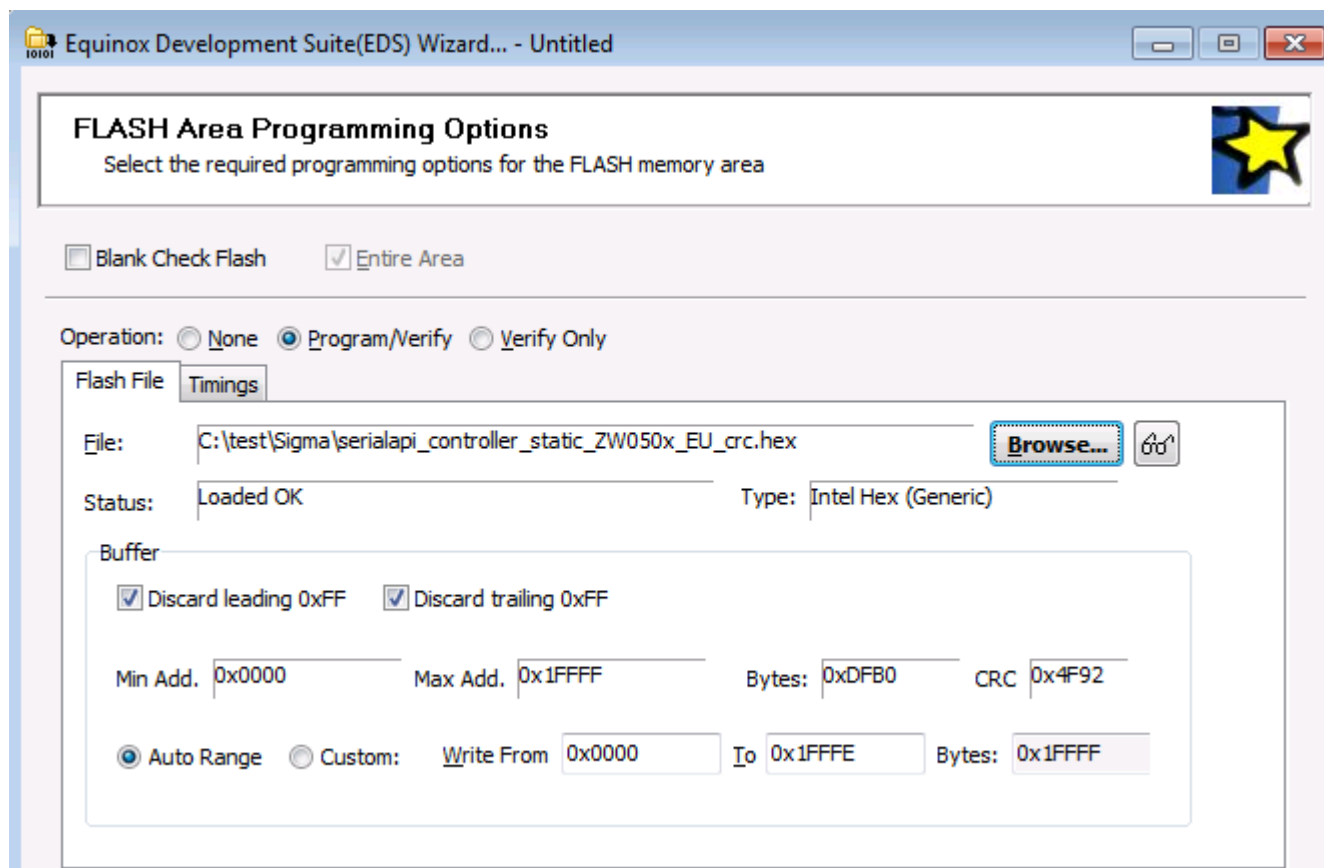 Equinox Development Suite(EDS) Wizard... - Untitled
FLASH Area Programming Options
Select the required programming options for the FLASH memory area
Blank Check Flash Entire Area
Operation: None Program/Verify Verify Only
Flash File Timings
File: C:\test\Sigma\serialapi_controller_static_ZW050x_EU_crc.hex Browse...
Status: Loaded OK Type: Intel Hex (Generic)
Buffer
Discard leading 0xFF Discard trailing 0xFF
Min Add. 0x0000 Max Add. 0x1FFFF Bytes: 0xDFB0 CRC 0x4F92
Auto Range Custom: Write From 0x0000 To 0x1FFFE Bytes: 0x1FFFF